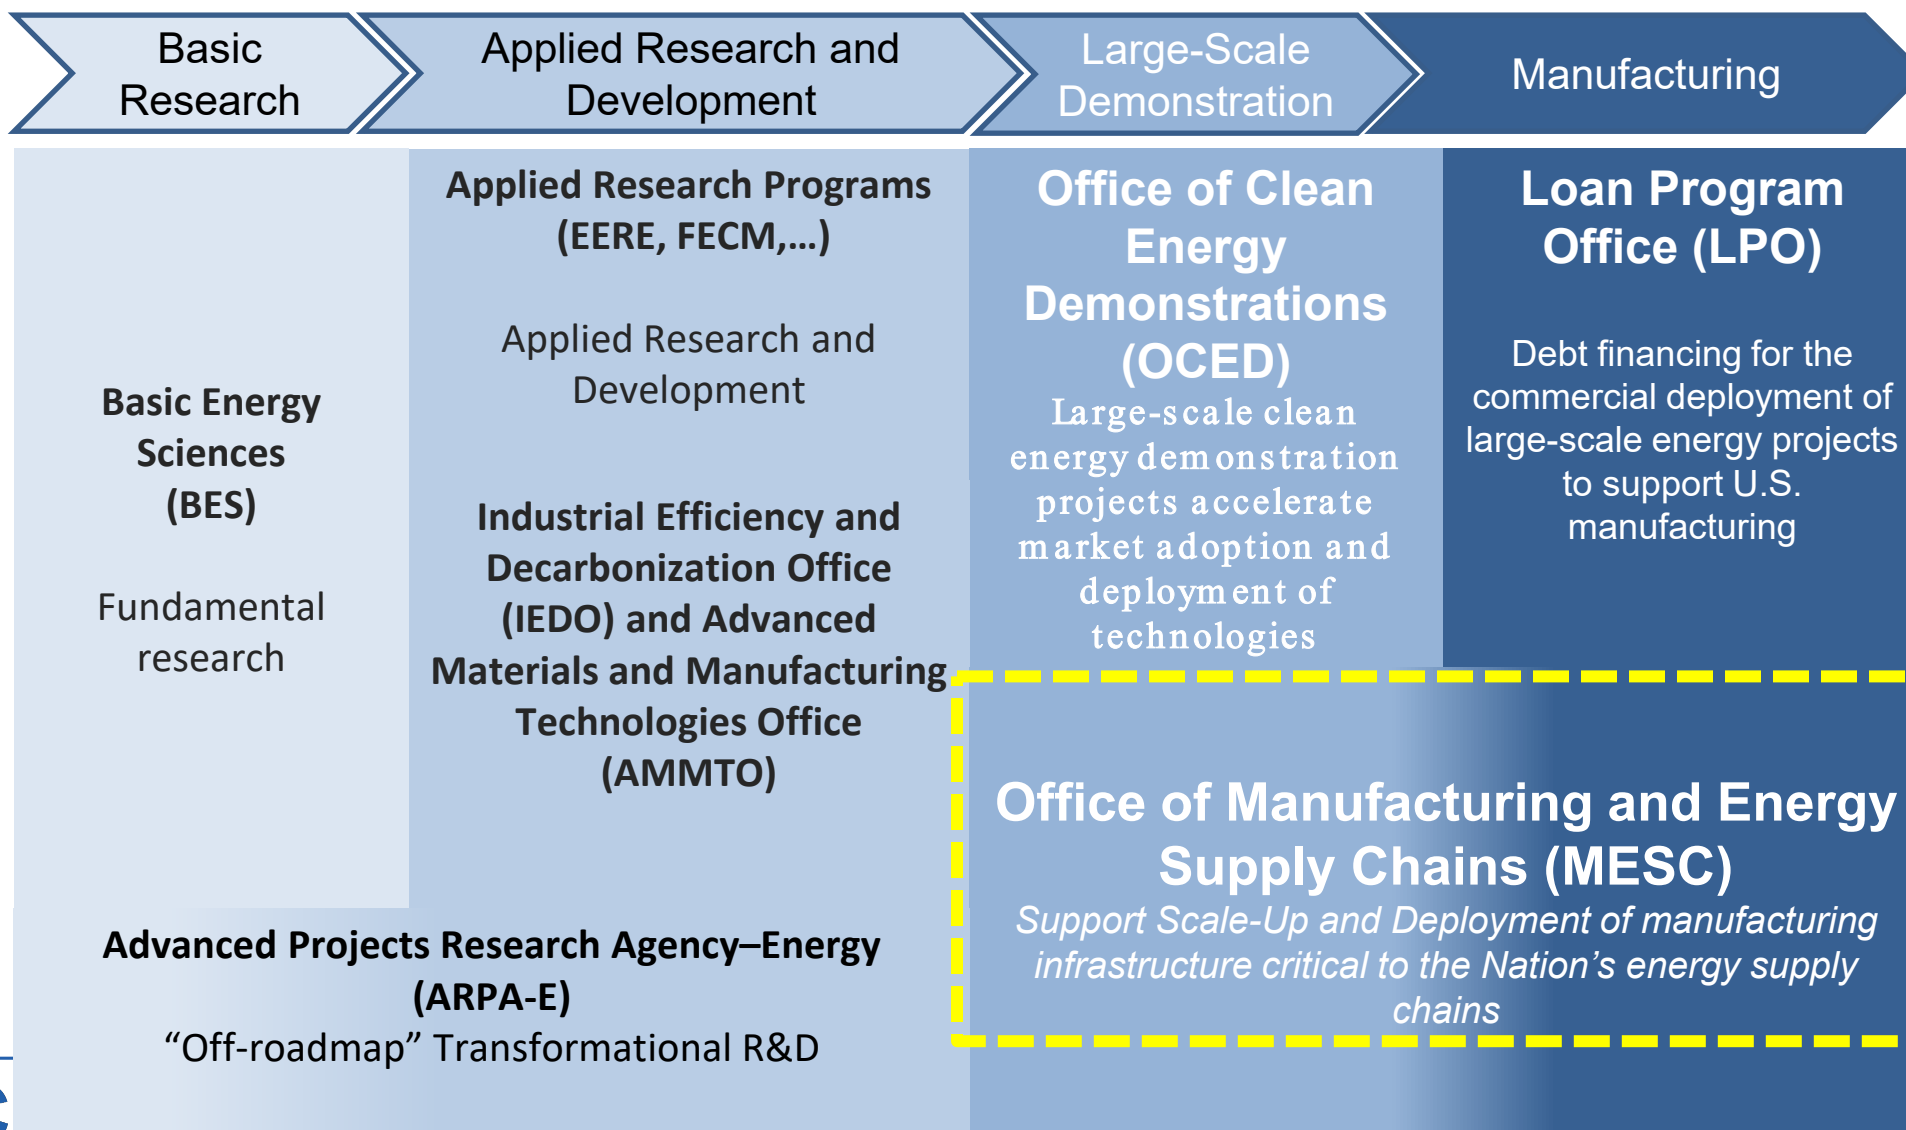 Basic
Research
Applied Research and
Development
Large-Scale
Demonstration
Manufacturing
Basic Energy
Sciences
(BES)
Fundamental
research
Applied Research Programs
(EERE, FECM,…)
Applied Research and
Development
Industrial Efficiency and
Decarbonization Office
(IEDO) and Advanced
Materials and Manufacturing
Technologies Office
(AMMTO)
Advanced Projects Research Agency–Energy
(ARPA-E)
“Off-roadmap” Transformational R&D
Office of Clean
Energy
Demonstrations
(OCED)
Large-scale clean
energy demonstration
projects accelerate
market adoption and
deployment of
technologies
Loan Program
Office (LPO)
Debt financing for the
commercial deployment of
large-scale energy projects
to support U.S.
manufacturing
Office of Manufacturing and Energy
Supply Chains (MESC)
Support Scale-Up and Deployment of manufacturing
infrastructure critical to the Nation’s energy supply
chains